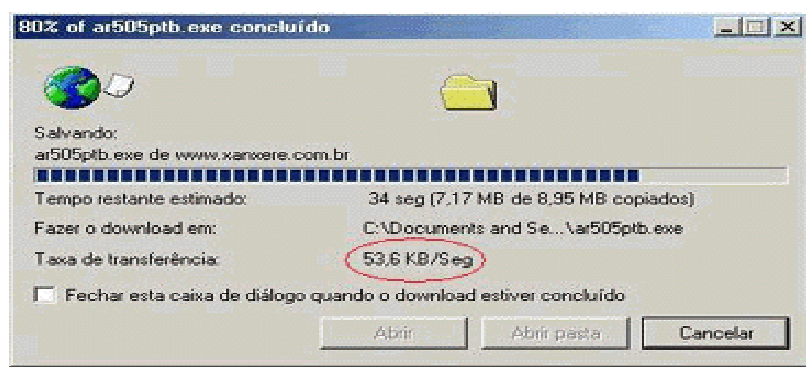 80% of ar505ptb.exe concluído
Salvando:
ar505ptb.exe de www.xanxere.com.br
Tempo restante estimado: 34 seg (7,17 MB de 8,95 MB copiados)
Fazer o download em: C:\Documents and Se...\ar505ptb.exe
Taxa de transferência: 53,6 KB/Seg
Fechar esta caixa de diálogo quando o download estiver concluído
Abrir Abrir pasta Cancelar